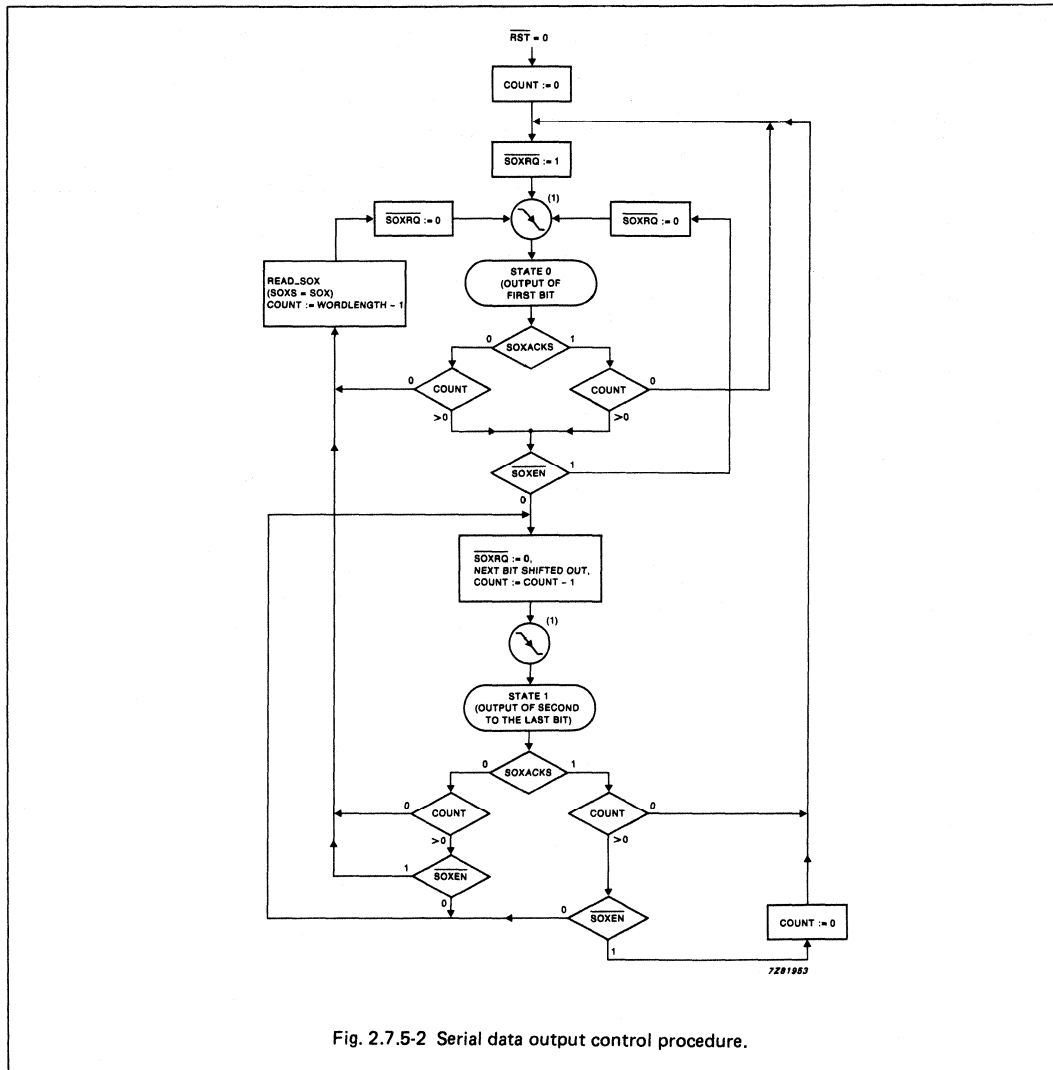 RST = 0
COUNT := 0
SOXRQ := 1
(1)
SOXRQ := 0
SOXRQ := 0
READ_SOX
(SOXS = SOX)
COUNT := WORDLENGTH - 1
STATE 0
(OUTPUT OF
FIRST BIT
0
SOXACKS
1
0
COUNT
COUNT
0
>0
>0
SOXEN
1
0
SOXRQ := 0,
NEXT BIT SHIFTED OUT,
COUNT := COUNT - 1
(1)
STATE 1
(OUTPUT OF SECOND
TO THE LAST BIT)
0
SOXACKS
1
0
COUNT
COUNT
0
>0
>0
1
SOXEN
0
0
SOXEN
1
COUNT := 0
7Z81953
Fig. 2.7.5-2 Serial data output control procedure.